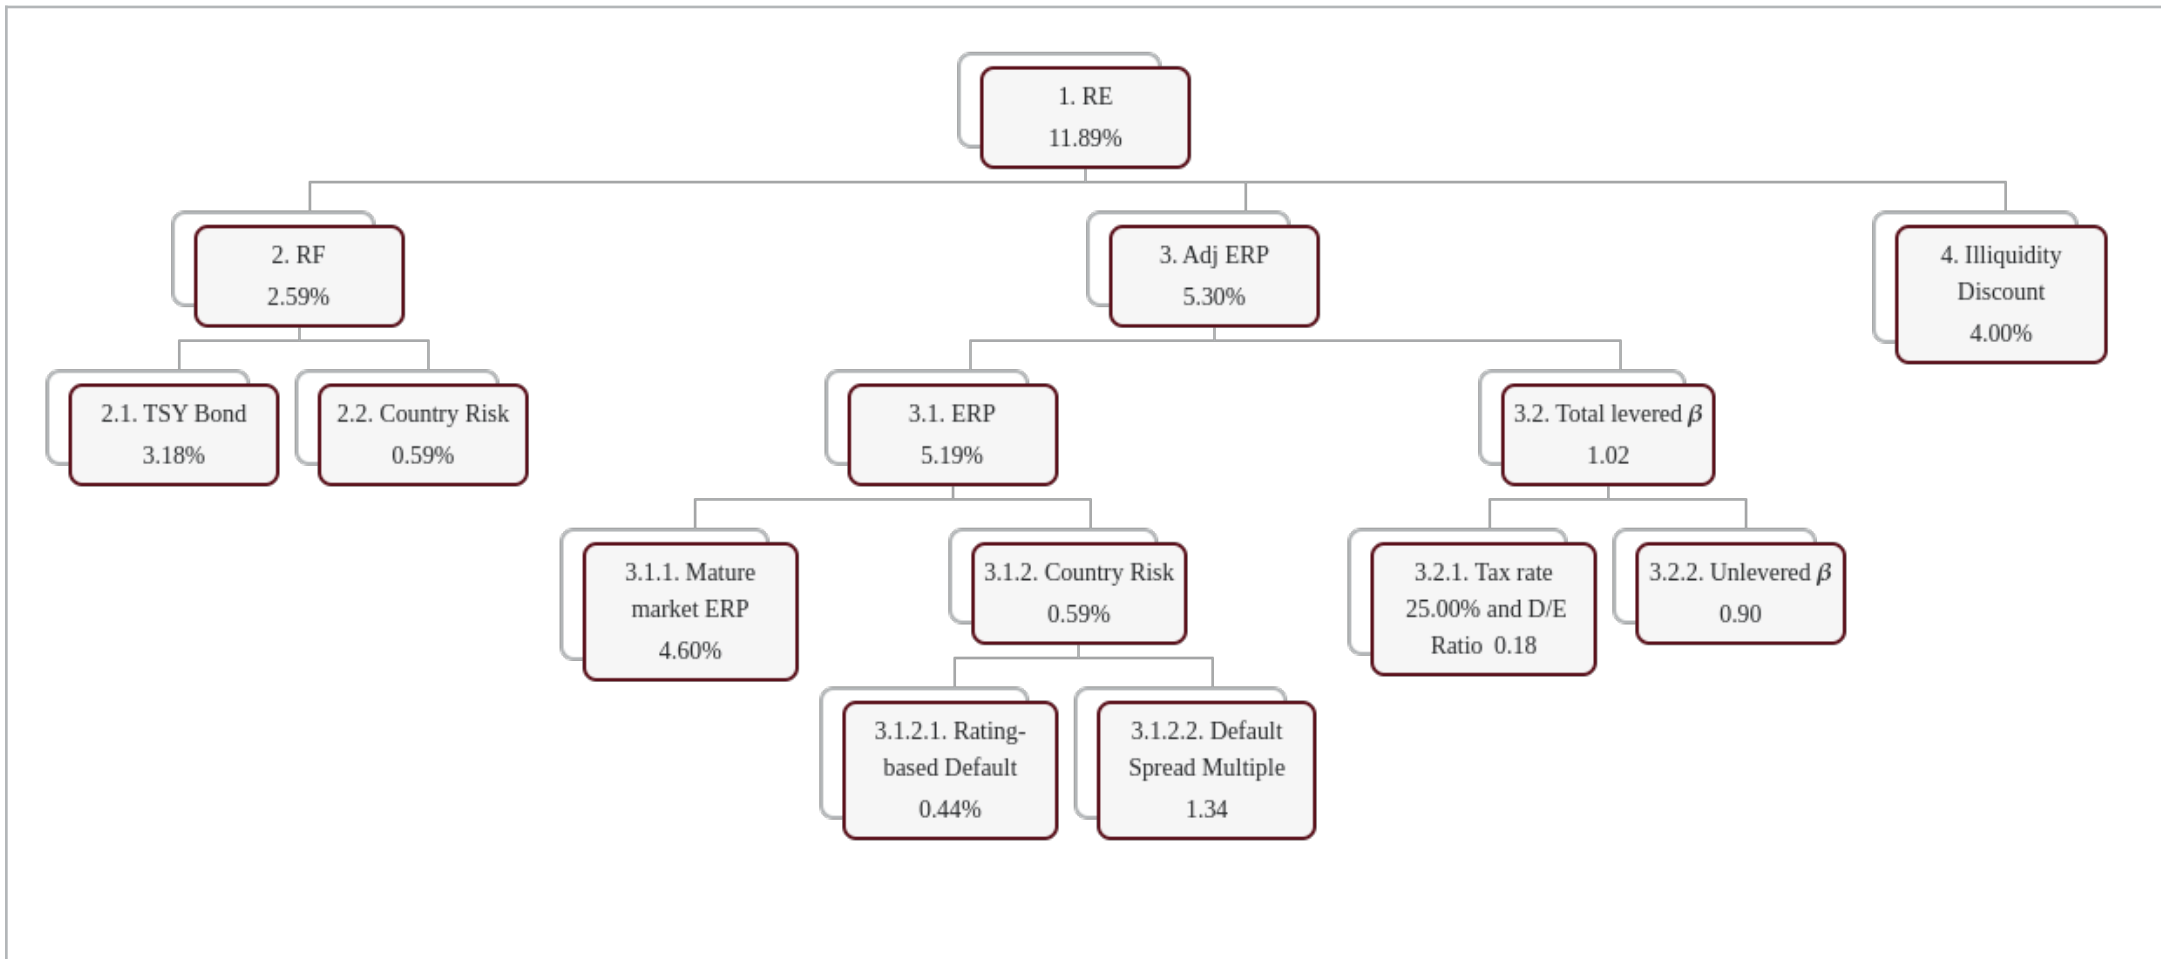 1. RE
11.89%
2. RF
2.59%
3. Adj ERP
5.30%
4. Illiquidity
Discount
4.00%
2.1. TSY Bond
3.18%
2.2. Country Risk
0.59%
3.1. ERP
5.19%
3.2. Total levered β
1.02
3.1.1. Mature
market ERP
4.60%
3.1.2. Country Risk
0.59%
3.2.1. Tax rate
25.00% and D/E
Ratio 0.18
3.2.2. Unlevered β
0.90
3.1.2.1. Rating-
based Default
0.44%
3.1.2.2. Default
Spread Multiple
1.34